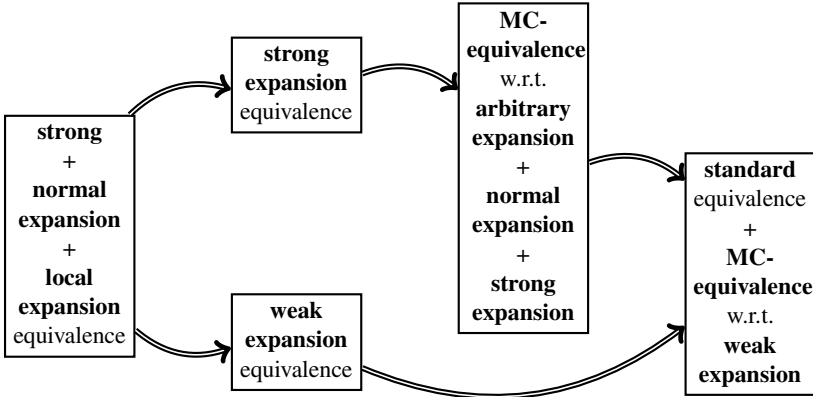 strong
+
normal
expansion
+
local
expansion
equivalence
strong
expansion
equivalence
weak
expansion
equivalence
MC-
equivalence
w.r.t.
arbitrary
expansion
+
normal
expansion
+
strong
expansion
standard
equivalence
+
MC-
equivalence
w.r.t.
weak
expansion